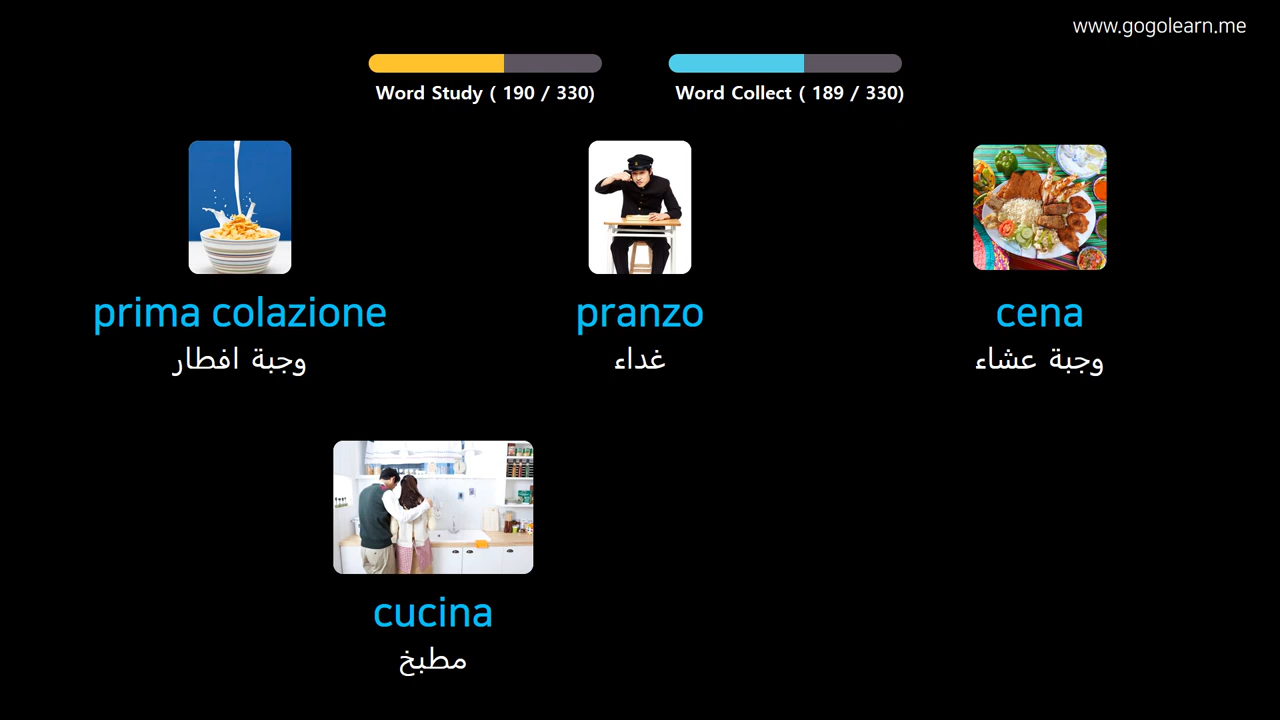 www.gogolearn.me
Word Study ( 190 / 330)
Word Collect ( 189 / 330)
prima colazione
وجبة افطار
pranzo
غداء
cena
وجبة عشاء
cucina
مطبخ